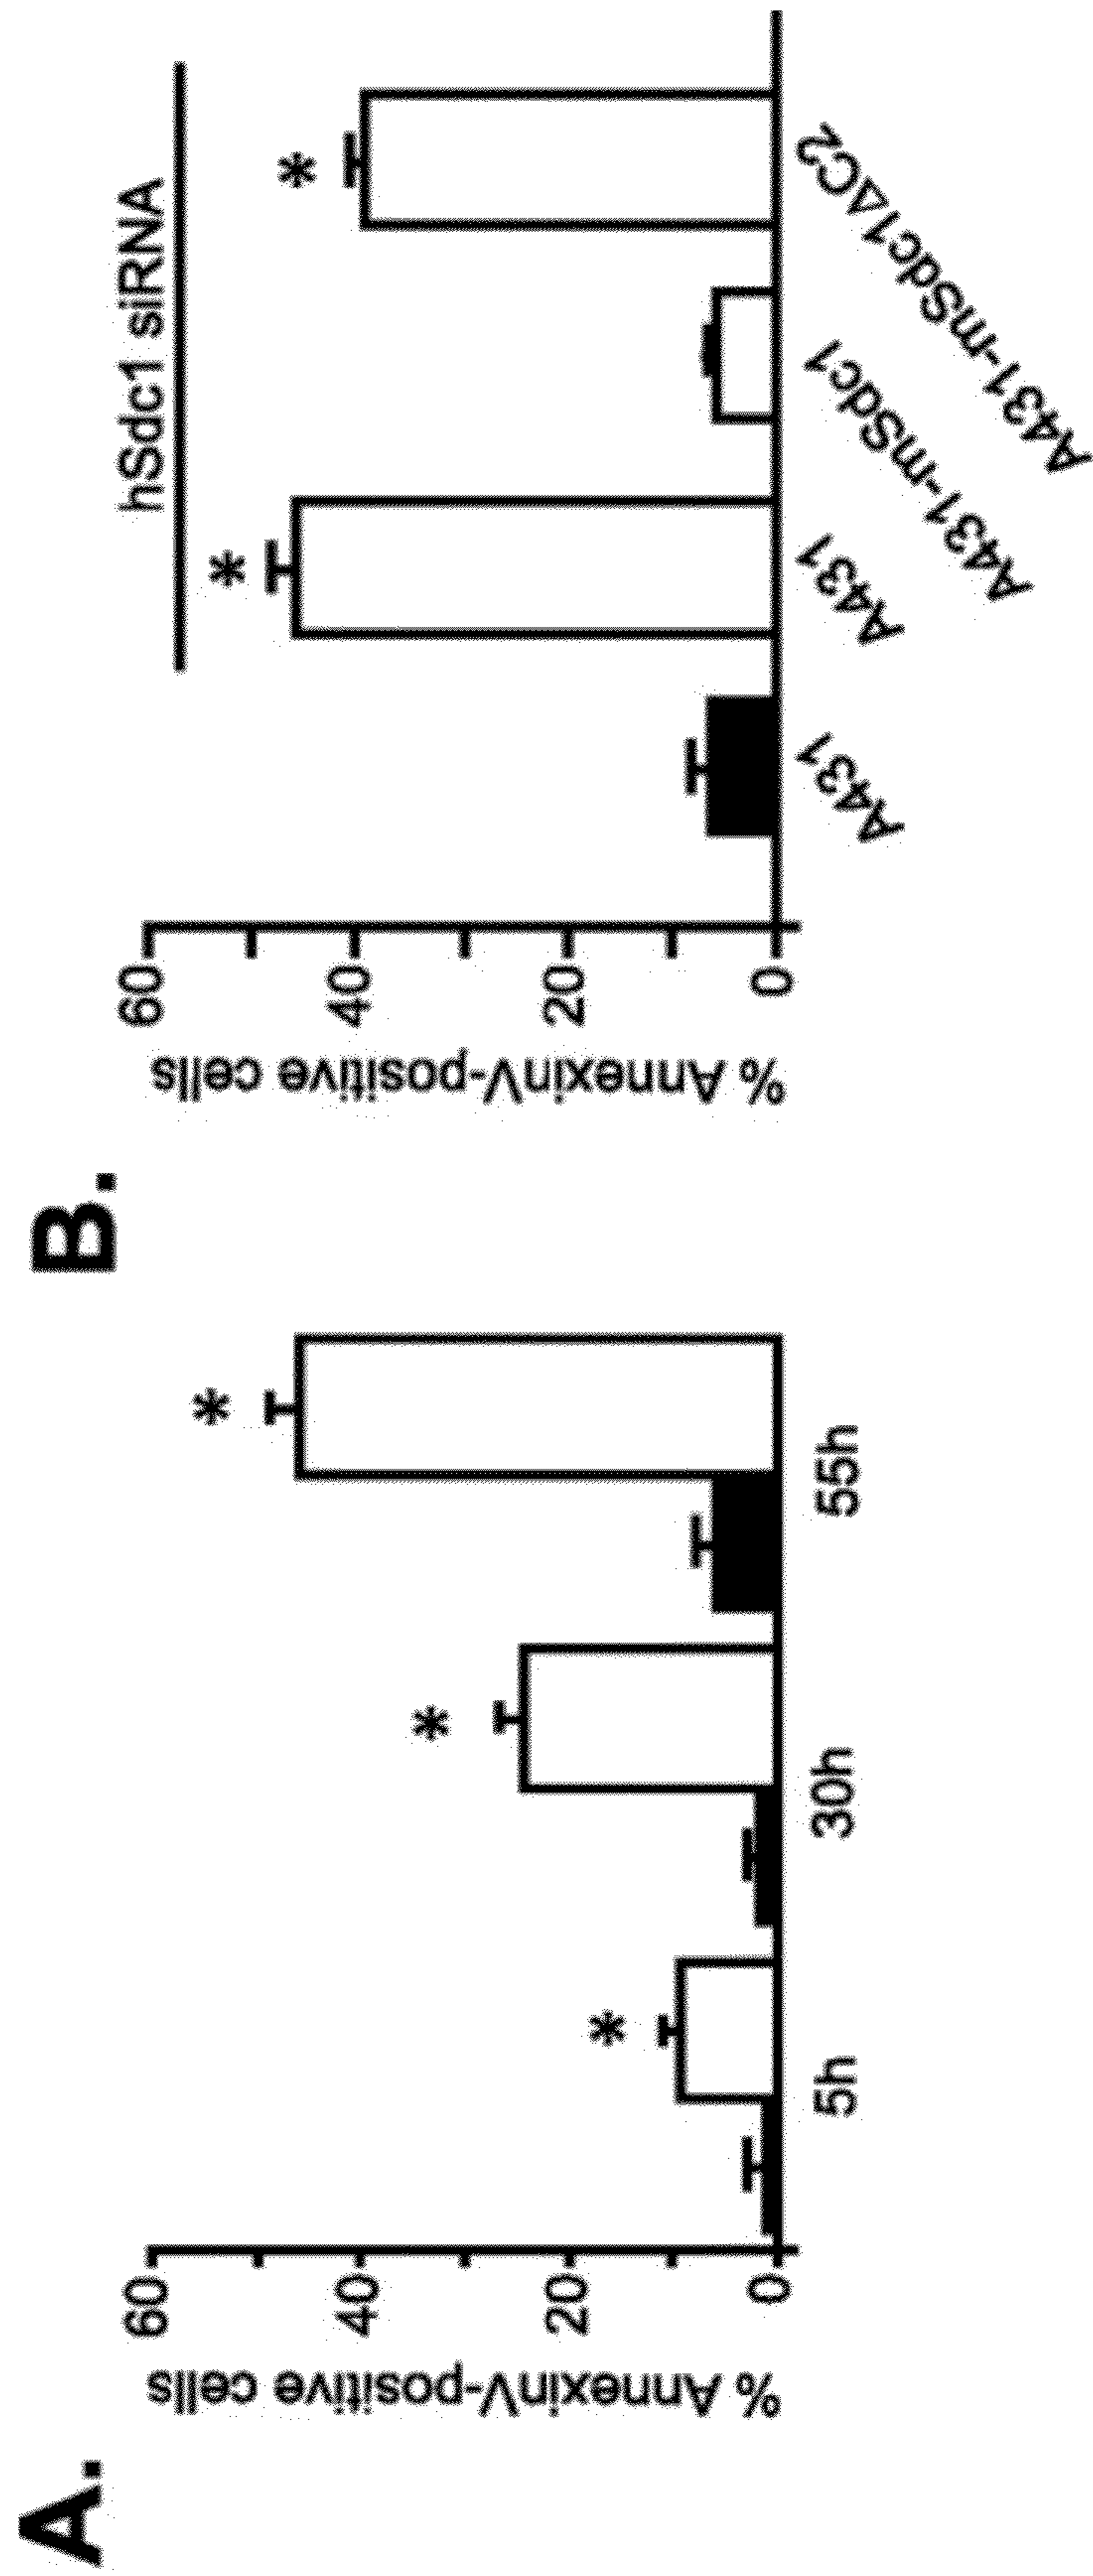 A.
% AnnexinV-positive cells
60
40
20
0
5h
30h
55h
*
*
*
B.
% AnnexinV-positive cells
60
40
20
0
hSdc1 siRNA
*
*
A431
A431
A431-mSdc1
A431-mSdc1ΔC2